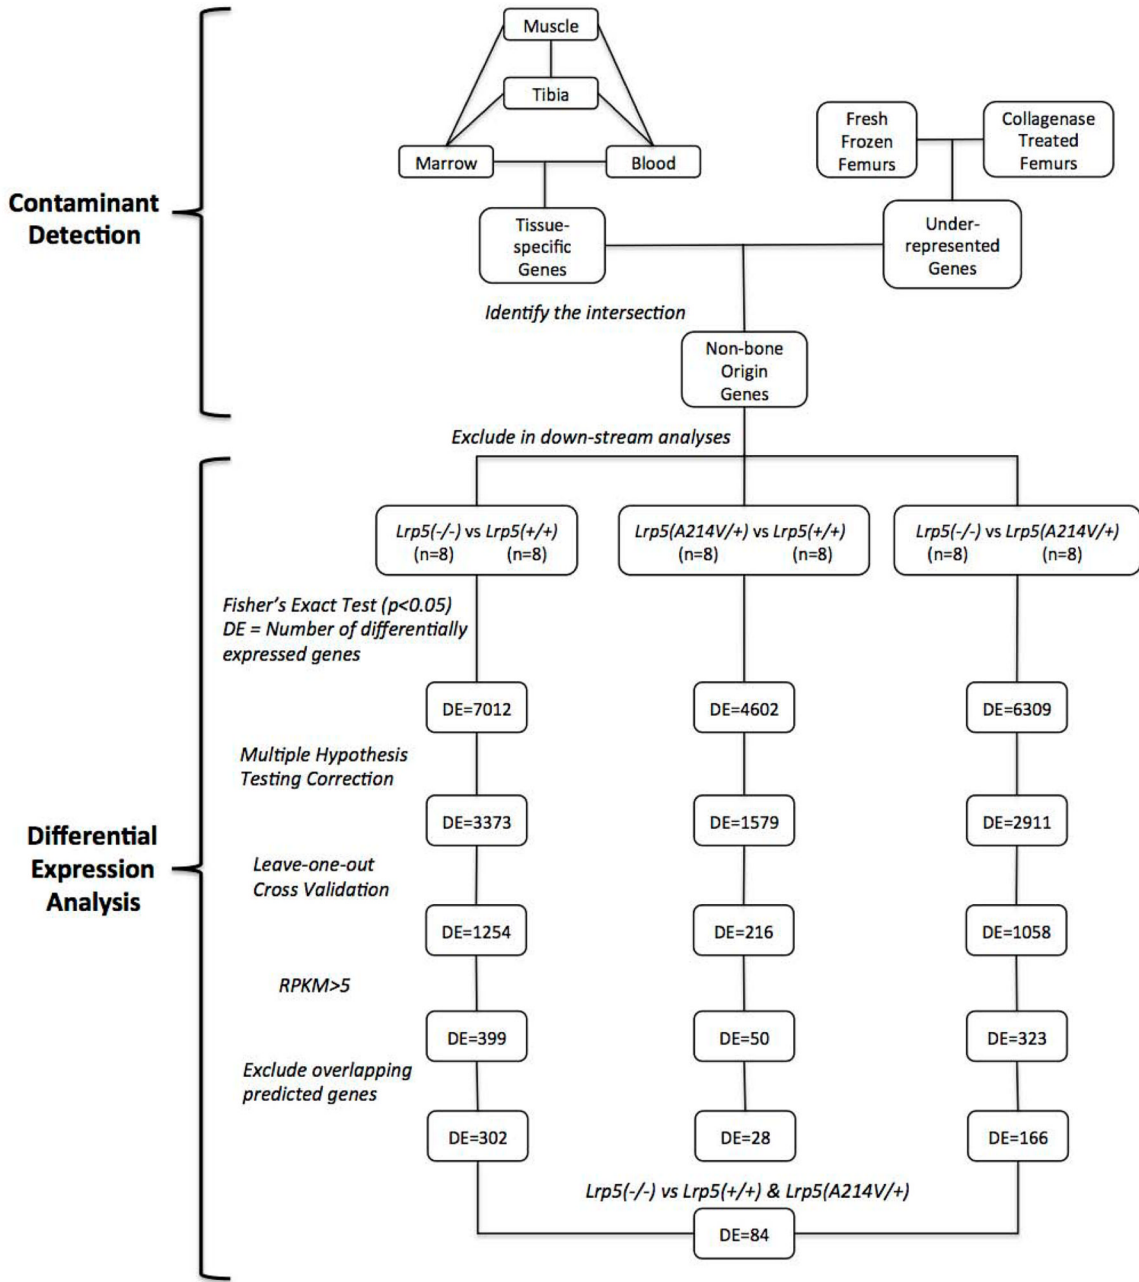 Muscle
Tibia
Marrow
Blood
Fresh
Frozen
Femurs
Collagenase
Treated
Femurs
Contaminant
Detection
Tissue-
specific
Genes
Under-
represented
Genes
Identify the intersection
Non-bone
Origin
Genes
Exclude in down-stream analyses
Lrp5(-/-) vs Lrp5(+/+)
(n=8) (n=8)
Lrp5(A214V/+) vs Lrp5(+/+)
(n=8) (n=8)
Lrp5(-/-) vs Lrp5(A214V/+)
(n=8) (n=8)
Fisher's Exact Test (p<0.05)
DE = Number of differentially
expressed genes
DE=7012
DE=4602
DE=6309
Multiple Hypothesis
Testing Correction
DE=3373
DE=1579
DE=2911
Differential
Expression
Analysis
Leave-one-out
Cross Validation
DE=1254
DE=216
DE=1058
RPKM>5
DE=399
DE=50
DE=323
Exclude overlapping
predicted genes
DE=302
DE=28
DE=166
Lrp5(-/-) vs Lrp5(+/+) & Lrp5(A214V/+)
DE=84